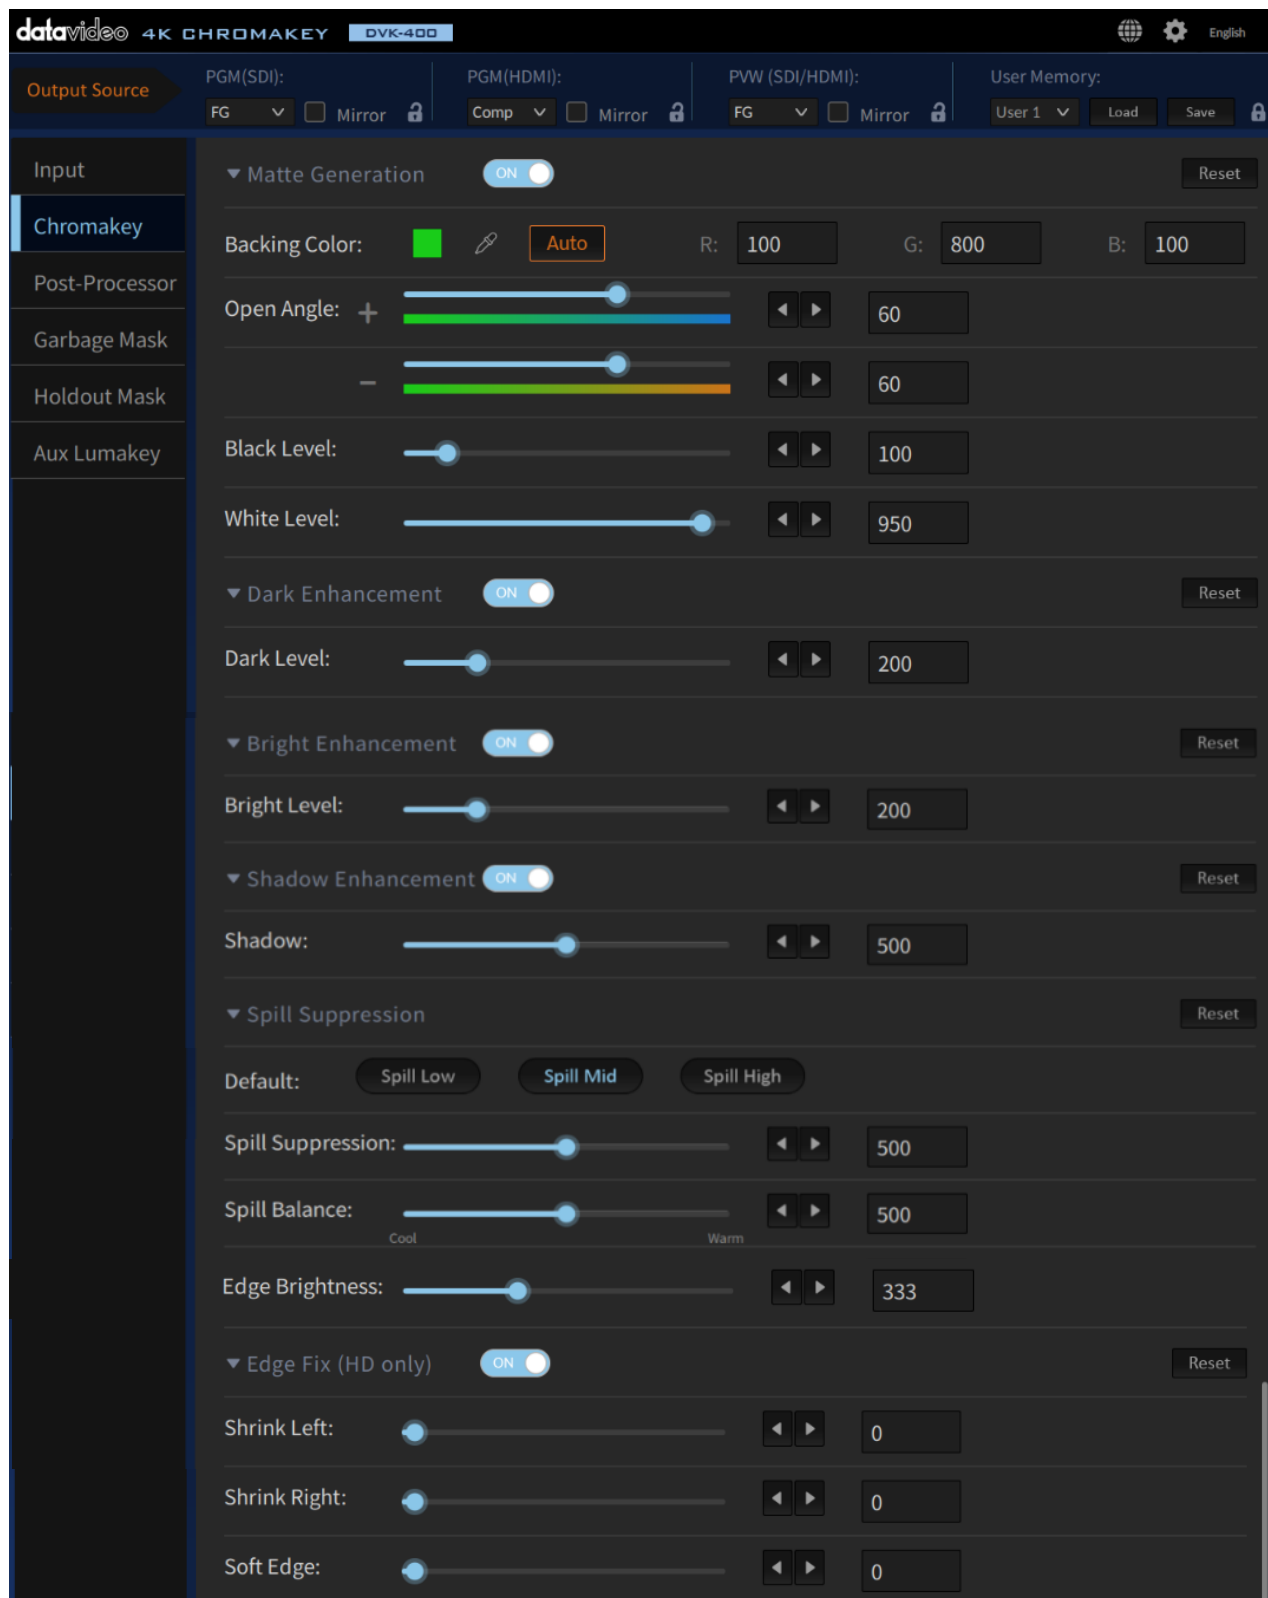 datavideo 4K CHROMAKEY DVK-400 English
Output Source
PGM(SDI): PGM(HDMI): PVW (SDI/HDMI): User Memory:
FG Mirror Comp Mirror FG Mirror User 1 Load Save
Input
Chromakey
Post-Processor
Garbage Mask
Holdout Mask
Aux Lumakey
Matte Generation ON Reset
Backing Color: Auto R: 100 G: 800 B: 100
Open Angle: + 60
− 60
Black Level: 100
White Level: 950
Dark Enhancement ON Reset
Dark Level: 200
Bright Enhancement ON Reset
Bright Level: 200
Shadow Enhancement ON Reset
Shadow: 500
Spill Suppression Reset
Default: Spill Low Spill Mid Spill High
Spill Suppression: 500
Spill Balance: 500
Cool Warm
Edge Brightness: 333
Edge Fix (HD only) ON Reset
Shrink Left: 0
Shrink Right: 0
Soft Edge: 0